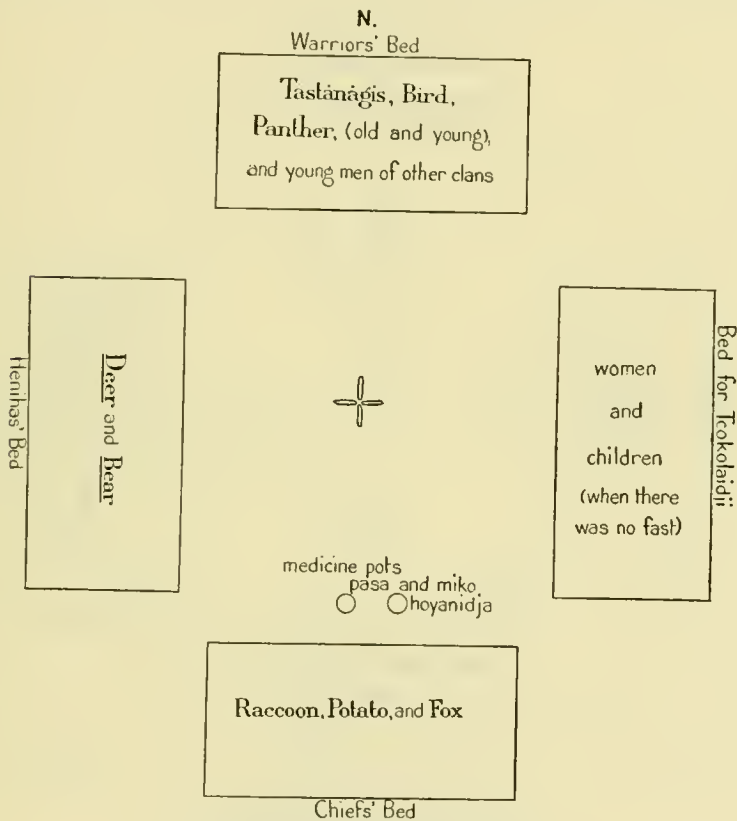 N.
Warriors' Bed
Tastánágis, Bird,
Panther, (old and young),
and young men of other clans
Henihas' Bed
Deer and Bear
women
and
children
(when there
was no fast)
Bed for Tcokolaidji
medicine pots
pasa and miko
hoyanidja
Raccoon, Potato, and Fox
Chiefs' Bed